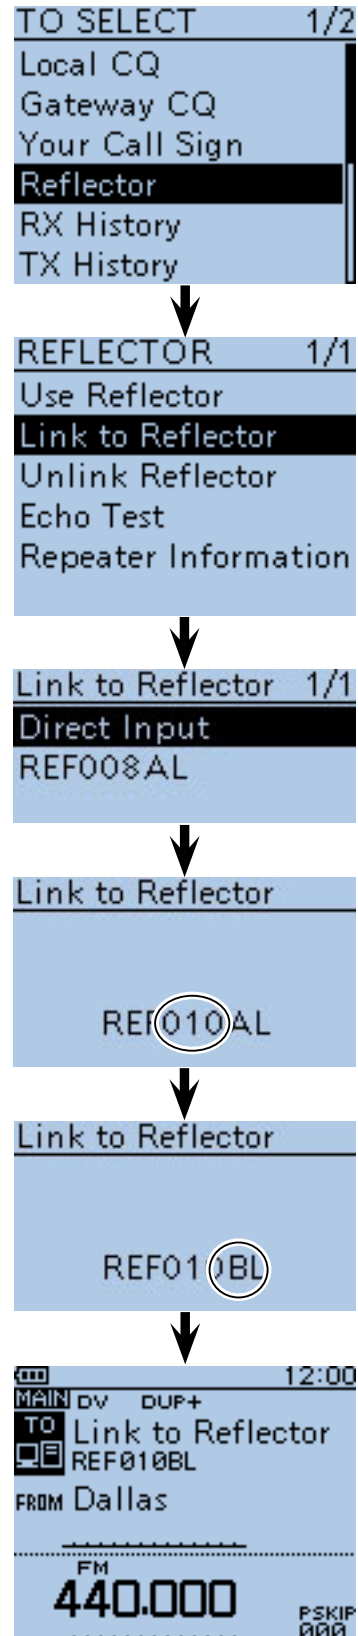 TO SELECT 1/2
Local CQ
Gateway CQ
Your Call Sign
Reflector
RX History
TX History
REFLECTOR 1/1
Use Reflector
Link to Reflector
Unlink Reflector
Echo Test
Repeater Information
Link to Reflector 1/1
Direct Input
REF008AL
Link to Reflector
REF010AL
Link to Reflector
REF010BL
12:00
MAIN DV DUP+
TO Link to Reflector
REF010BL
FROM Dallas
FM
440.000 PSKIP
000